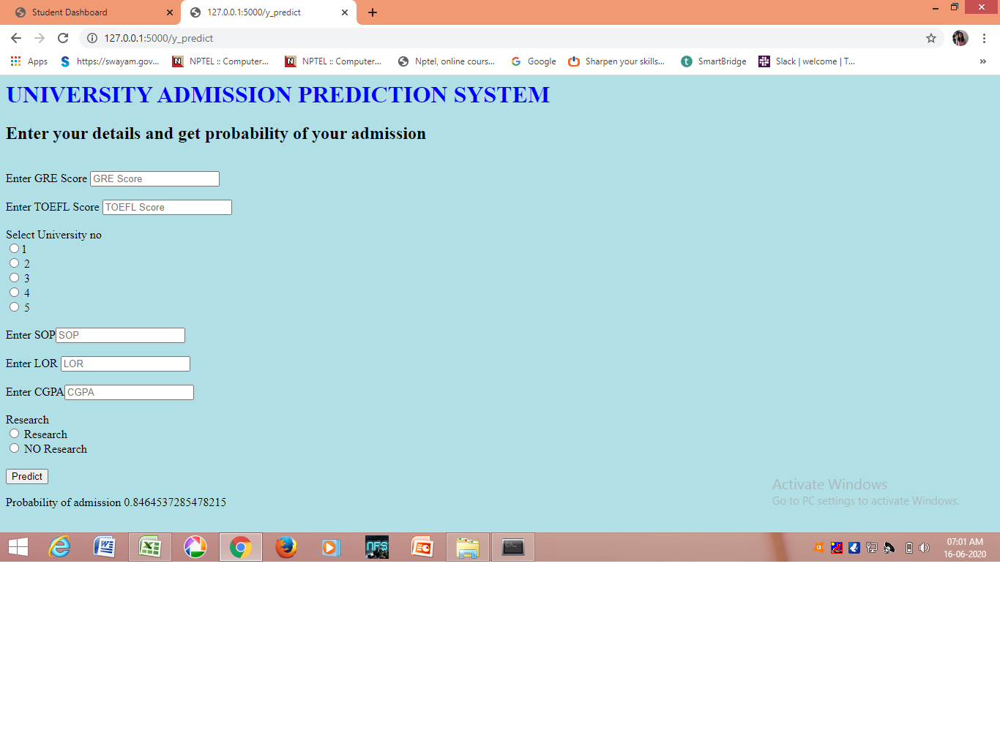 Student Dashboard
127.0.0.1:5000/y_predict
127.0.0.1:5000/y_predict
Apps https://swayam.gov... NPTEL :: Computer... NPTEL :: Computer... Nptel, online cours... Google Sharpen your skills... SmartBridge Slack | welcome | T... »
UNIVERSITY ADMISSION PREDICTION SYSTEM
Enter your details and get probability of your admission
Enter GRE Score GRE Score
Enter TOEFL Score TOEFL Score
Select University no
1
2
3
4
5
Enter SOP SOP
Enter LOR LOR
Enter CGPA CGPA
Research
Research
NO Research
Predict
Probability of admission 0.8464537285478215
Activate Windows
Go to PC settings to activate Windows.
NFS
07:01 AM
16-06-2020